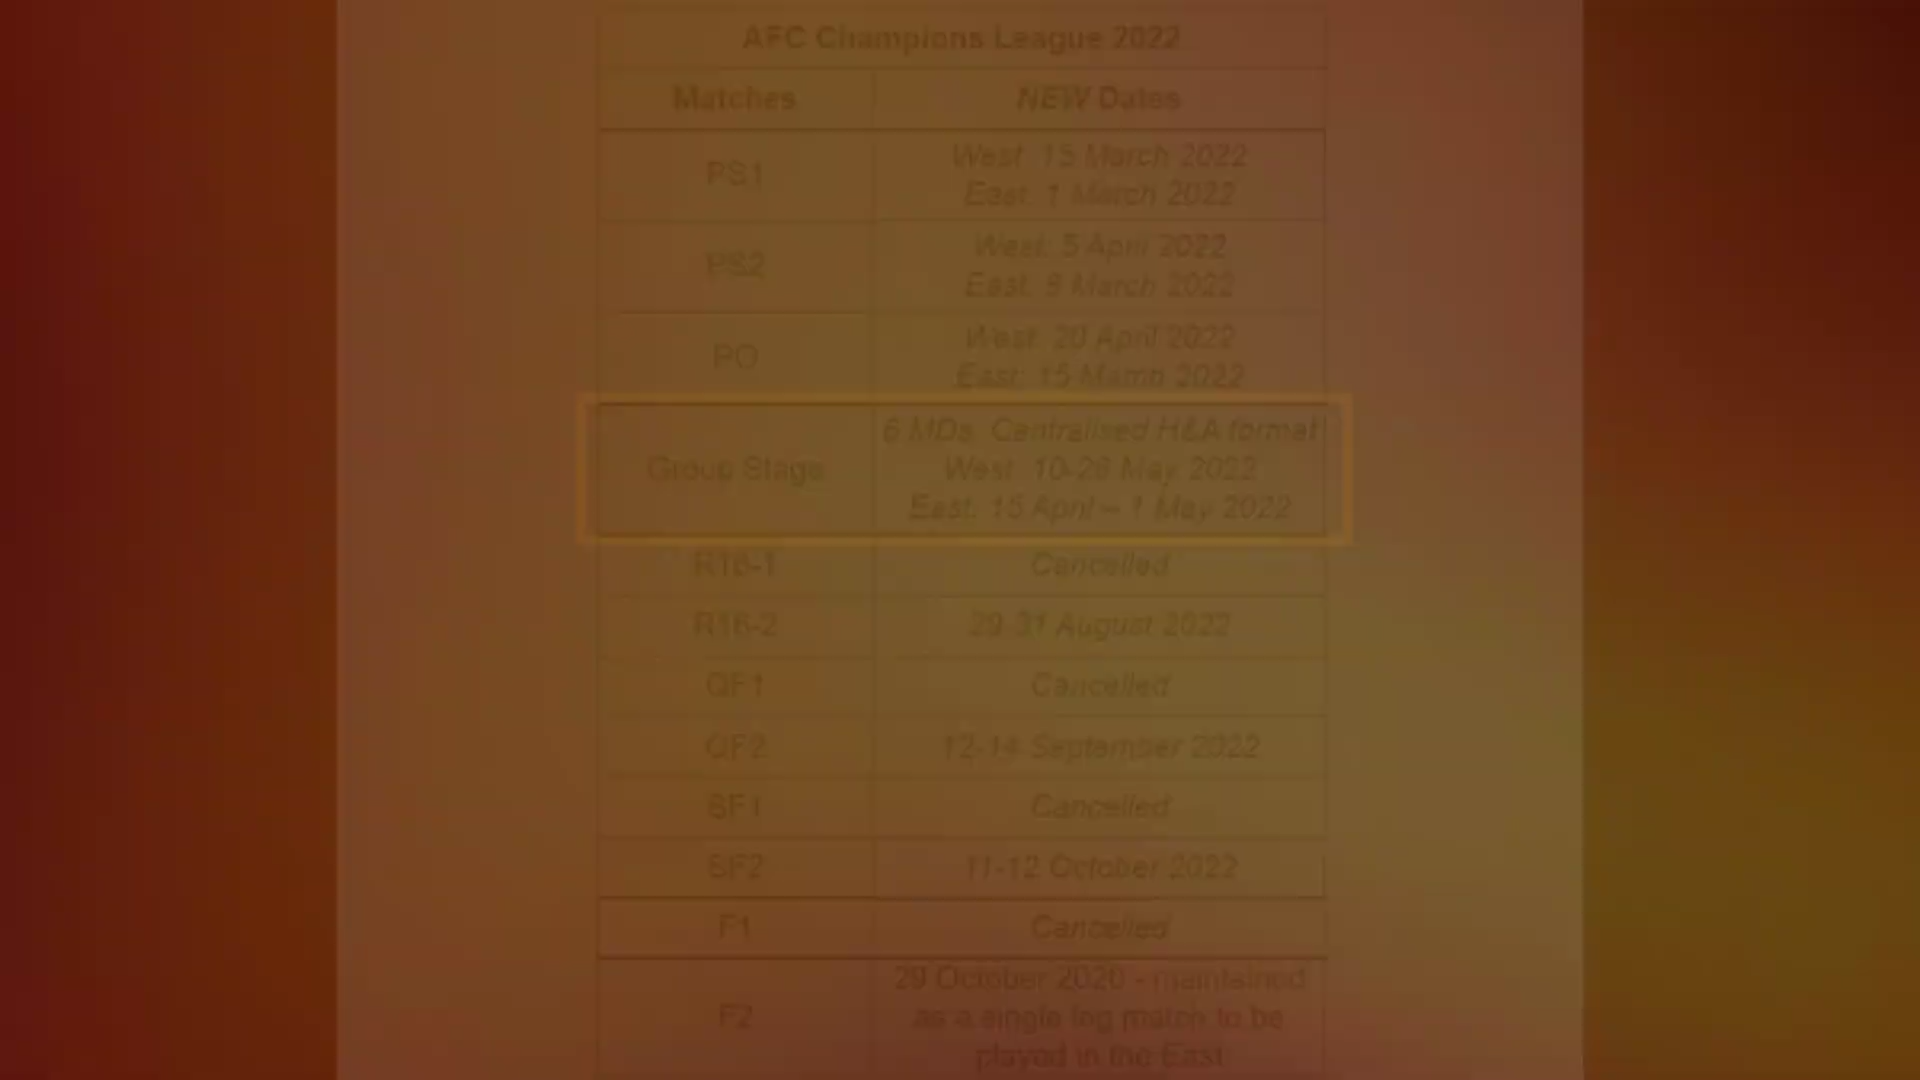 AFC Champions League 2022
Matches
NEW Dates
PS1
West: 15 March 2022
East: 1 March 2022
PS2
West: 5 April 2022
East: 8 March 2022
PO
West: 20 April 2022
East: 15 March 2022
Group Stage
6 MDs: Centralised H&A format
West: 10-26 May 2022
East: 15 April – 1 May 2022
R16-1
Cancelled
R16-2
29-31 August 2022
QF1
Cancelled
QF2
12-14 September 2022
SF1
Cancelled
SF2
11-12 October 2022
F1
Cancelled
F2
29 October 2020 - maintained
as a single leg match to be
played in the East